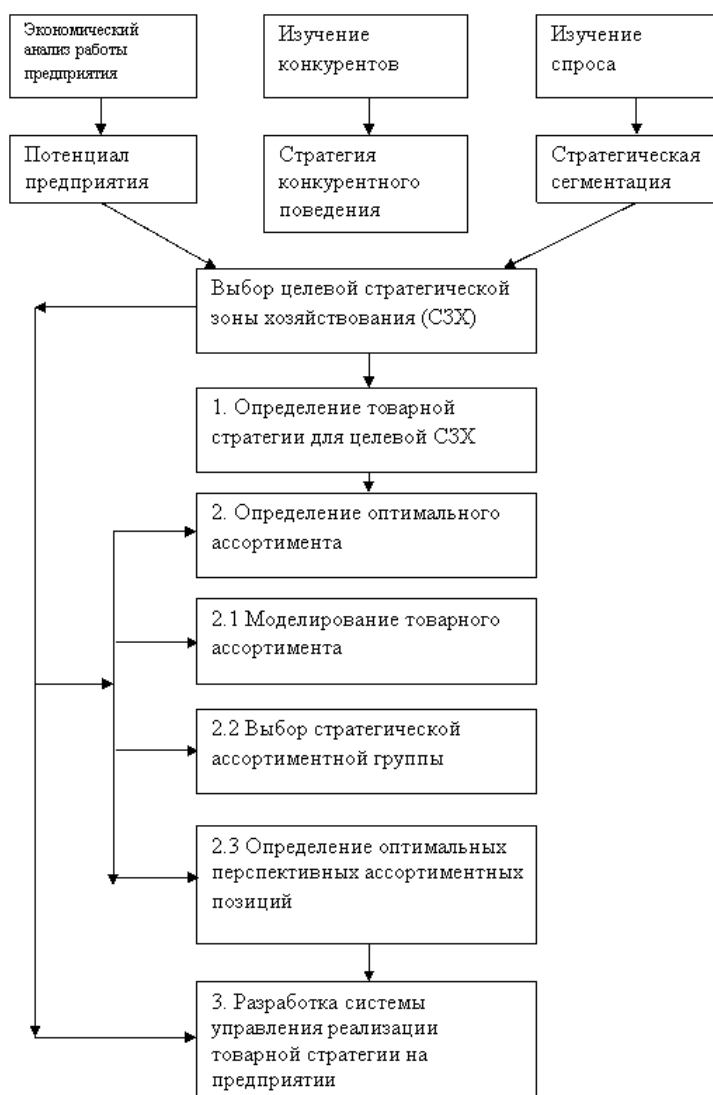 Экономический
анализ работы
предприятия
Изучение
конкурентов
Изучение
спроса
Потенциал
предприятия
Стратегия
конкурентного
поведения
Стратегическая
сегментация
Выбор целевой стратегической
зоны хозяйствования (СЗХ)
1. Определение товарной
стратегии для целевой СЗХ
2. Определение оптимального
ассортимента
2.1 Моделирование товарного
ассортимента
2.2 Выбор стратегической
ассортиментной группы
2.3 Определение оптимальных
перспективных ассортиментных
позиций
3. Разработка системы
управления реализации
товарной стратегии на
предприятии